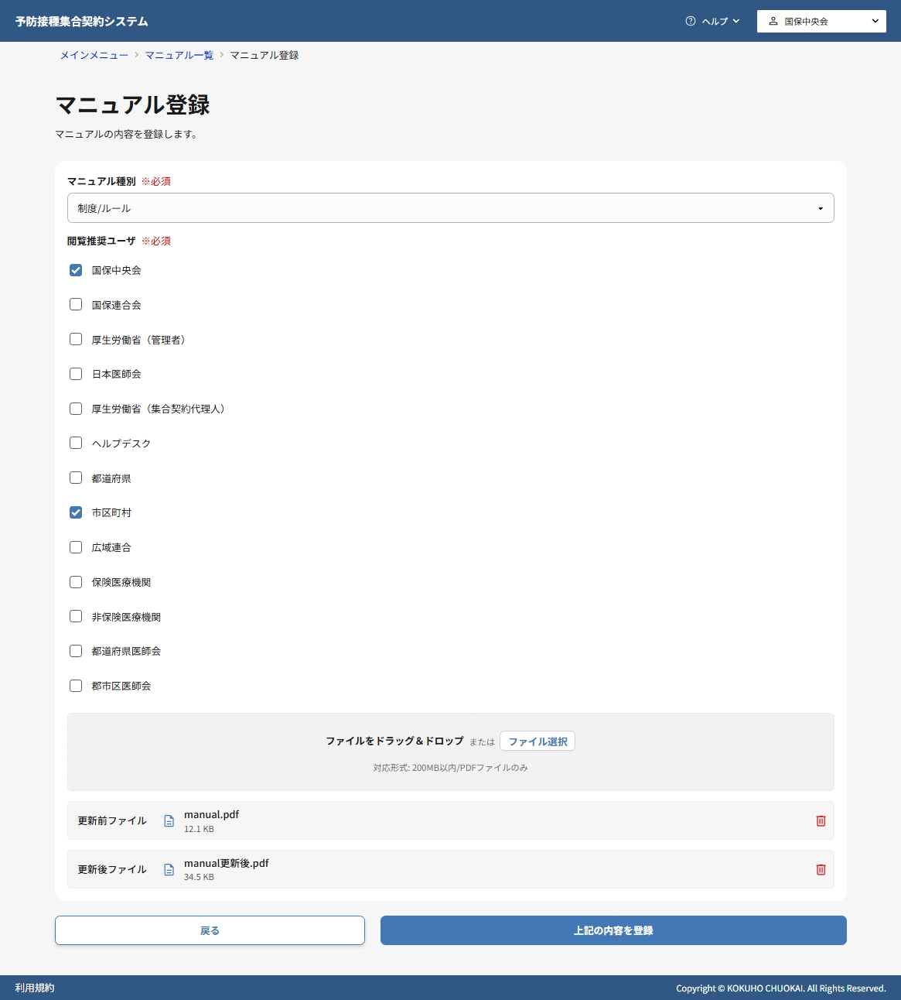 予防接種集合契約システム
ヘルプ
国保中央会
メインメニュー > マニュアル一覧 > マニュアル登録
マニュアル登録
マニュアルの内容を登録します。
マニュアル種別 ※必須
制度/ルール
閲覧推奨ユーザ ※必須
国保中央会
国保連合会
厚生労働省（管理者）
日本医師会
厚生労働省（集合契約代理人）
ヘルプデスク
都道府県
市区町村
広域連合
保険医療機関
非保険医療機関
都道府県医師会
郡市区医師会
ファイルをドラッグ＆ドロップ または ファイル選択
対応形式: 200MB以内/PDFファイルのみ
更新前ファイル manual.pdf
12.1 KB
更新後ファイル manual更新後.pdf
34.5 KB
戻る
上記の内容を登録
利用規約
Copyright © KOKUHO CHUOKAI. All Rights Reserved.